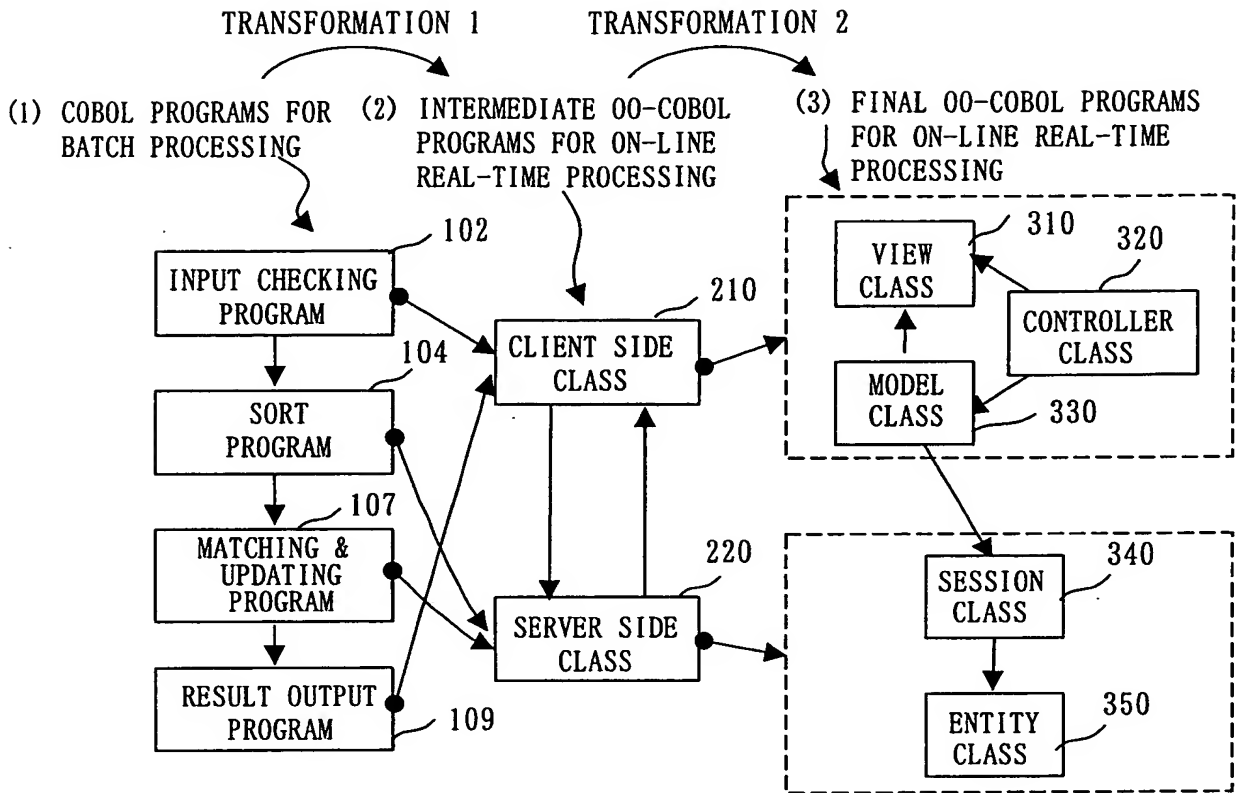 TRANSFORMATION 1
TRANSFORMATION 2
(1) COBOL PROGRAMS FOR
BATCH PROCESSING
(2) INTERMEDIATE OO-COBOL
PROGRAMS FOR ON-LINE
REAL-TIME PROCESSING
(3) FINAL OO-COBOL PROGRAMS
FOR ON-LINE REAL-TIME
PROCESSING
102
INPUT CHECKING
PROGRAM
104
SORT
PROGRAM
107
MATCHING &
UPDATING
PROGRAM
RESULT OUTPUT
PROGRAM
109
210
CLIENT SIDE
CLASS
220
SERVER SIDE
CLASS
310
VIEW
CLASS
320
CONTROLLER
CLASS
MODEL
CLASS
330
340
SESSION
CLASS
350
ENTITY
CLASS